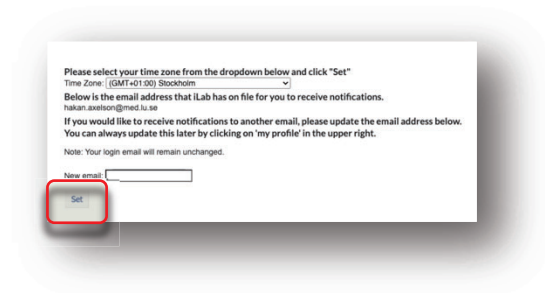 Please select your time zone from the dropdown below and click "Set"
Time Zone: (GMT+01:00) Stockholm
Below is the email address that iLab has on file for you to receive notifications.
hakan.axelson@med.lu.se
If you would like to receive notifications to another email, please update the email address below.
You can always update this later by clicking on 'my profile' in the upper right.
Note: Your login email will remain unchanged.
New email:
Set